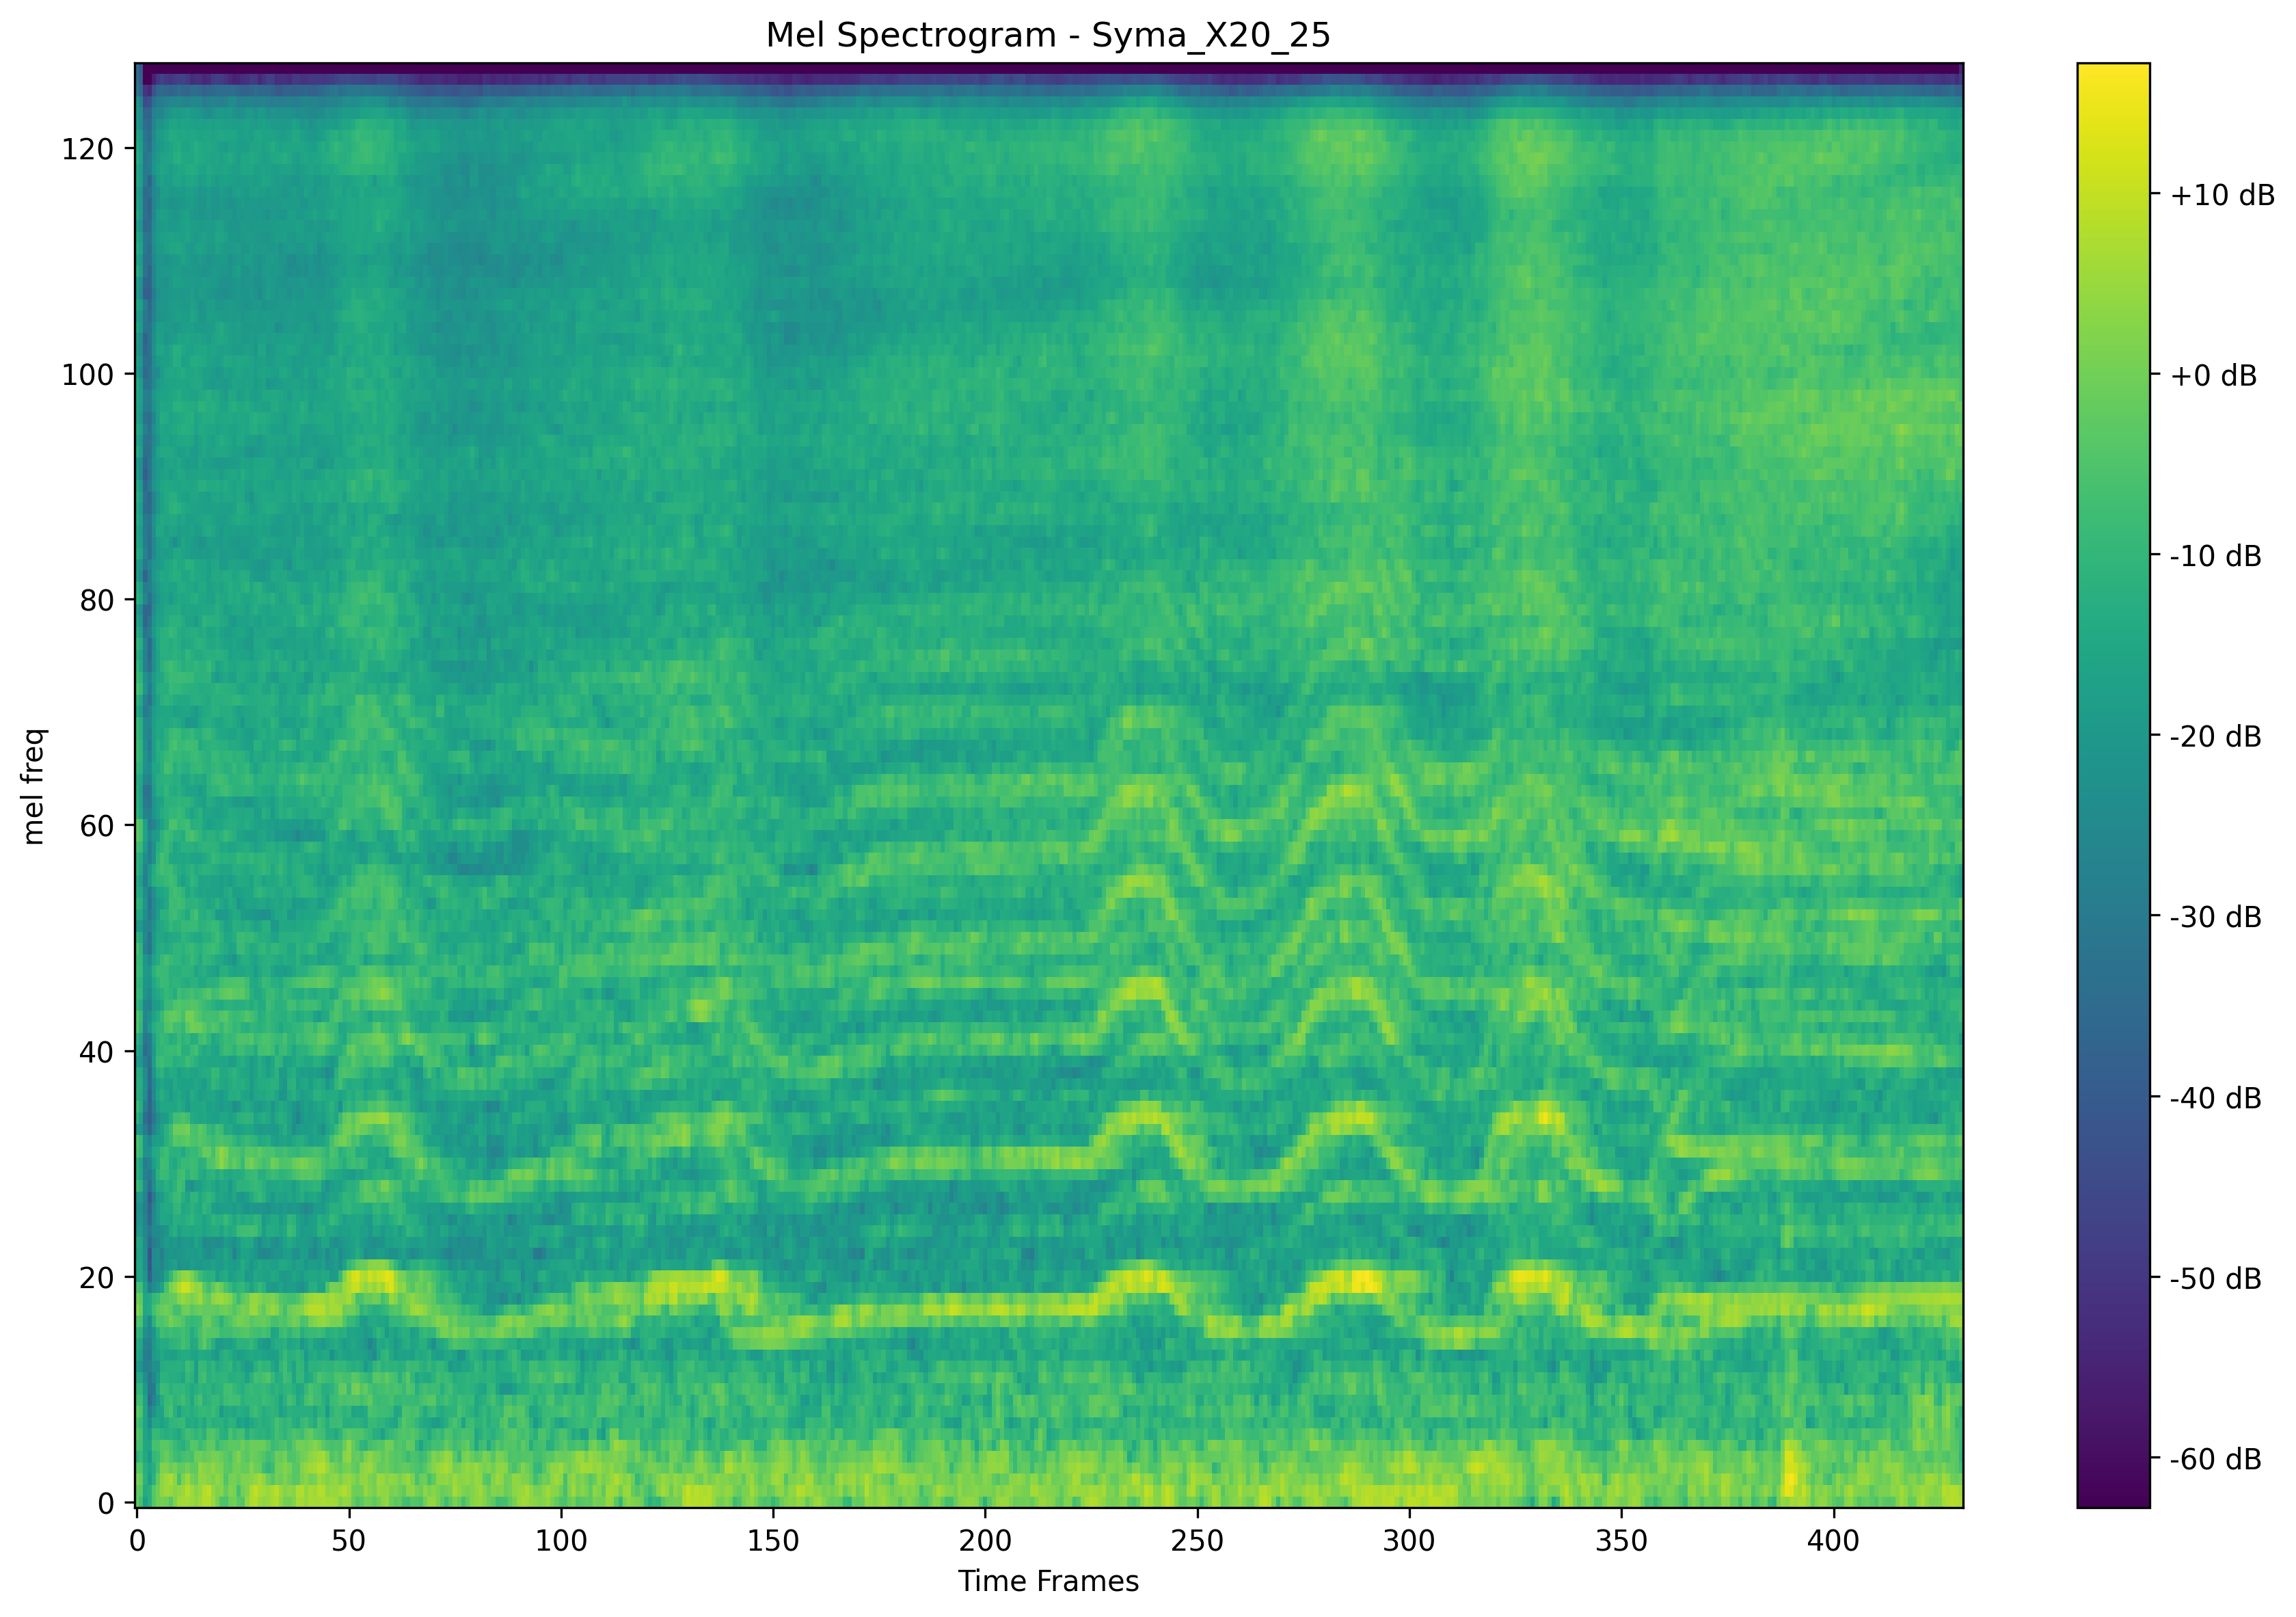 Mel Spectrogram - Syma_X20_25
mel freq
120
100
80
60
40
20
0
0 50 100 150 200 250 300 350 400
Time Frames
+10 dB
+0 dB
-10 dB
-20 dB
-30 dB
-40 dB
-50 dB
-60 dB